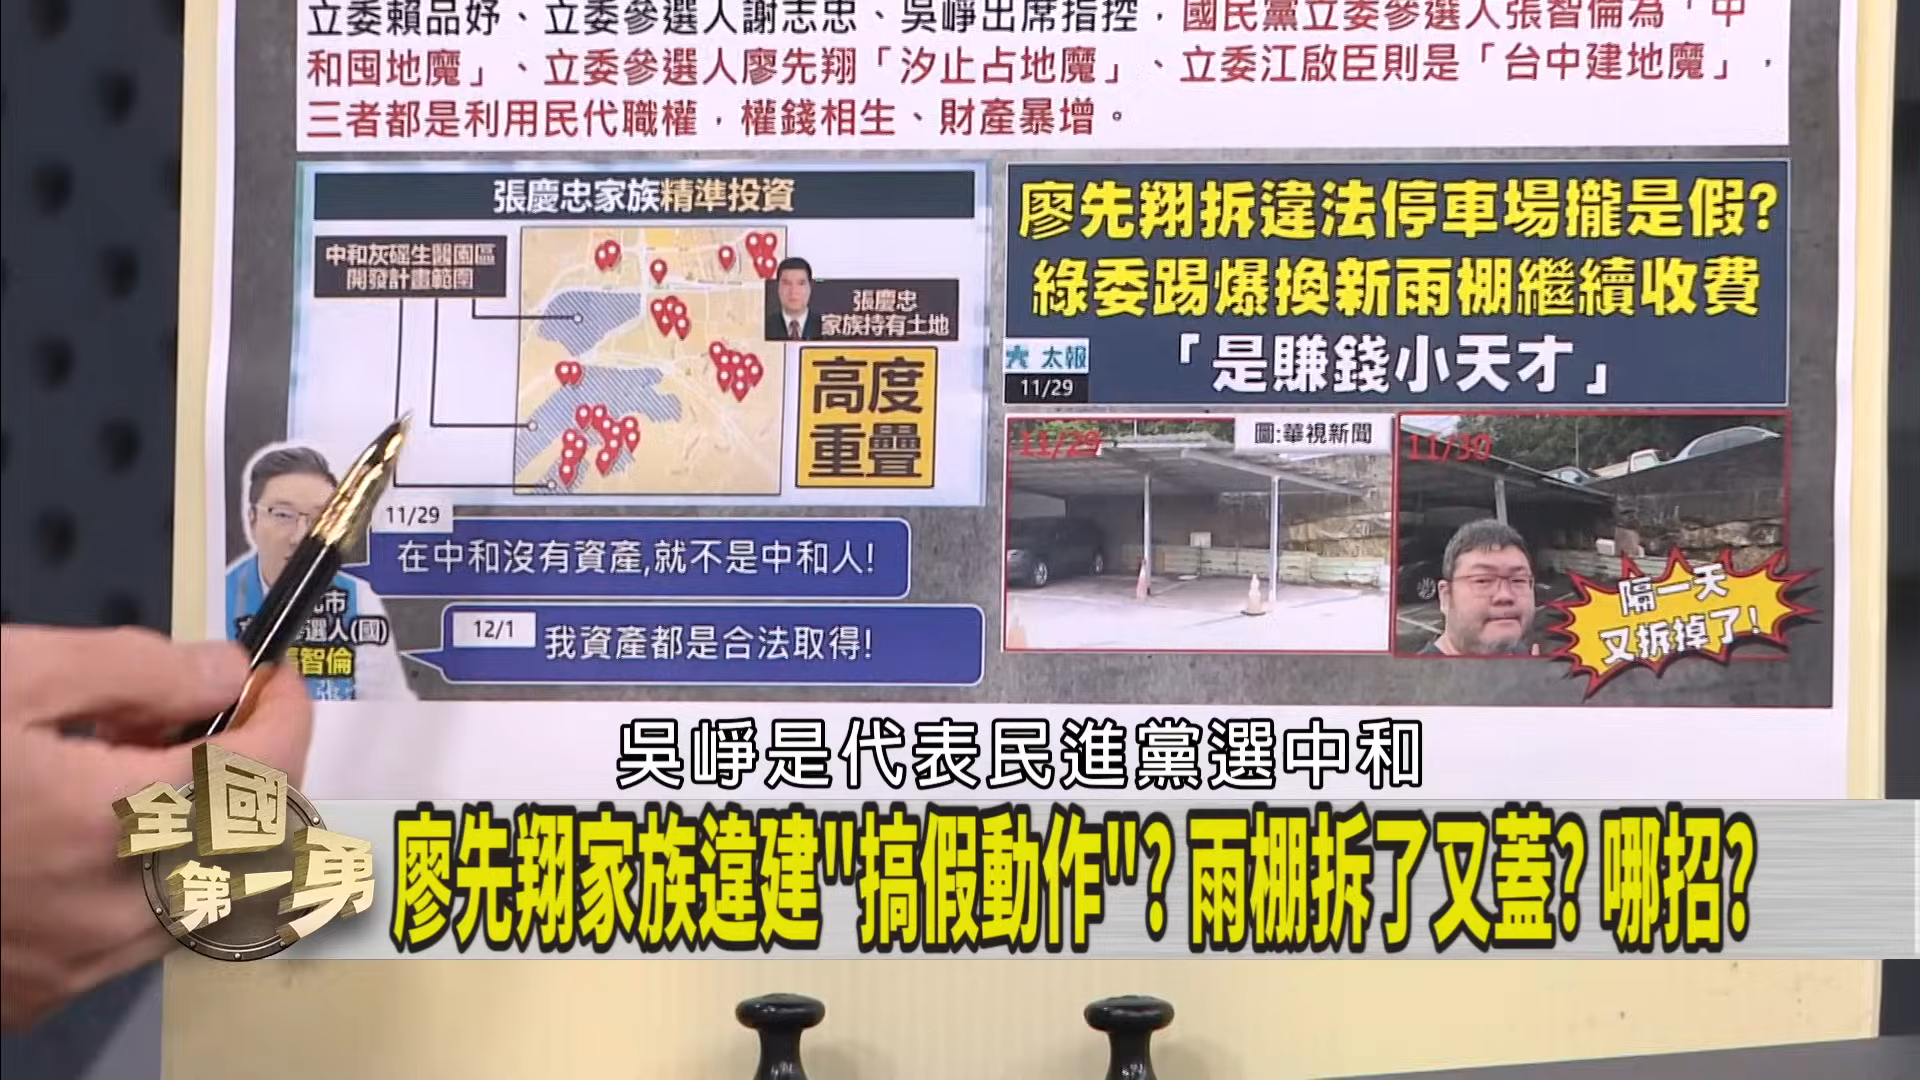 立委賴品妤、立委參選人謝志忠、吳崢出席指控，國民黨立委參選人張智倫為「中
和囤地魔」、立委參選人廖先翔「汐止占地魔」、立委江啟臣則是「台中建地魔」，
三者都是利用民代職權，權錢相生、財產暴增。
張慶忠家族精準投資
中和灰磘生醫園區
開發計畫範圍
張慶忠
家族持有土地
高度
重疊
11/29
在中和沒有資產,就不是中和人!
12/1
我資產都是合法取得!
市
選人(國)
智倫
廖先翔拆違法停車場攏是假?
綠委踢爆換新雨棚繼續收費
「是賺錢小天才」
太報
11/29
11/29
圖:華視新聞
11/30
隔一天
又拆掉了!
吳崢是代表民進黨選中和
全國第一勇
廖先翔家族違建"搞假動作"? 雨棚拆了又蓋? 哪招?